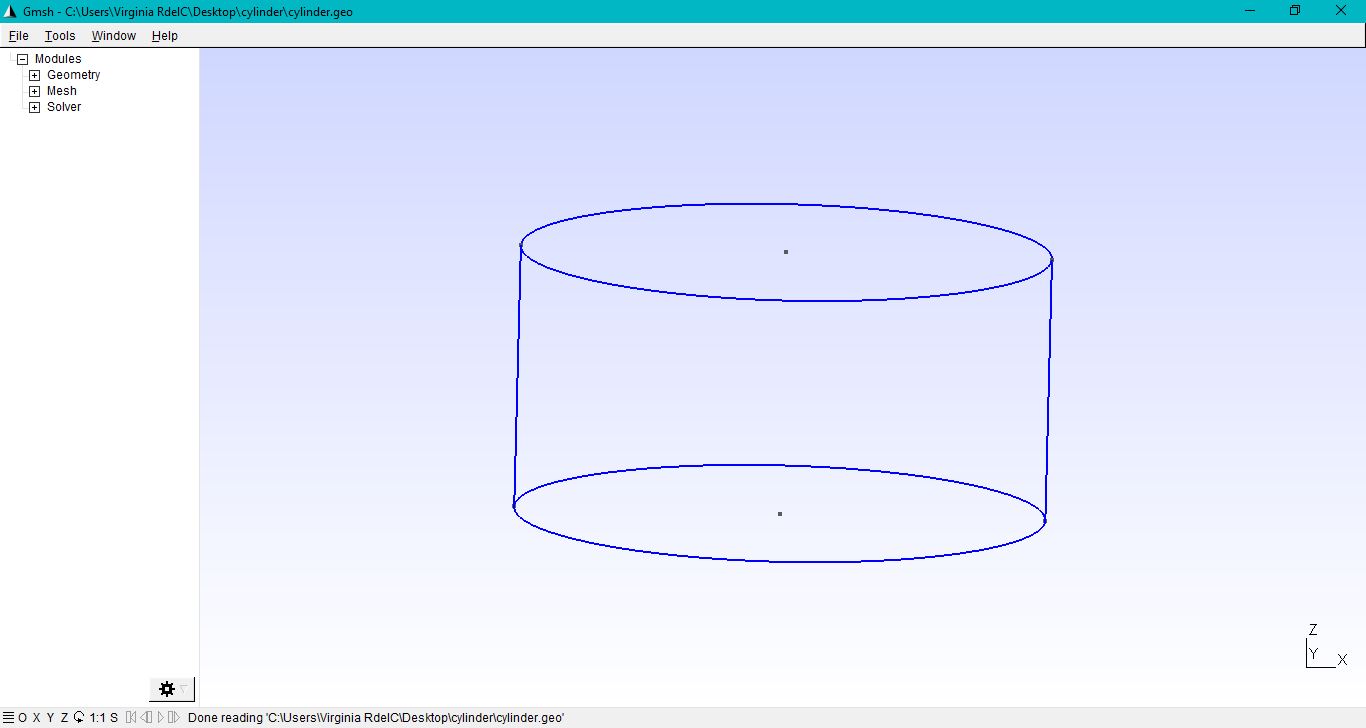 Gmsh - C:\Users\Virginia RdelC\Desktop\cylinder\cylinder.geo
File Tools Window Help
Modules
Geometry
Mesh
Solver
Z
Y X
O X Y Z 1:1 S Done reading 'C:\Users\Virginia RdelC\Desktop\cylinder\cylinder.geo'